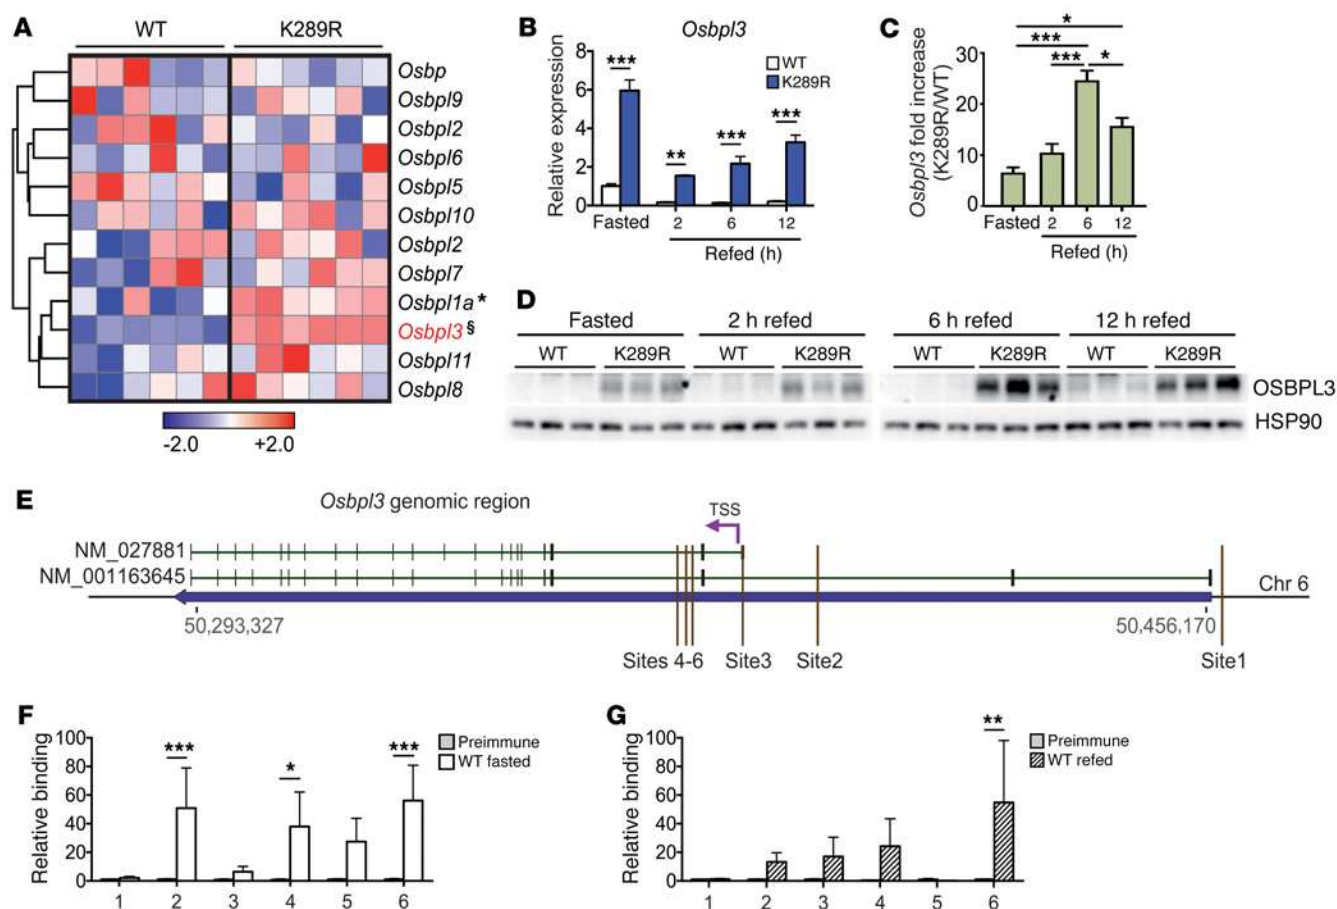 A
WT K289R
Osbp
Osbpl9
Osbpl2
Osbpl6
Osbpl5
Osbpl10
Osbpl2
Osbpl7
Osbpl1a*
Osbpl3§
Osbpl11
Osbpl8
-2.0 +2.0
B
Osbpl3
Relative expression
8
6
4
2
0
***
**
***
***
WT
K289R
Fasted 2 6 12
Refed (h)
C
Osbpl3 fold increase
(K289R/WT)
30
20
10
0
*
***
*** *
Fasted 2 6 12
Refed (h)
D
Fasted 2 h refed 6 h refed 12 h refed
WT K289R WT K289R WT K289R WT K289R
OSBPL3
HSP90
E
Osbpl3 genomic region
TSS
NM_027881
NM_001163645
Chr 6
50,293,327 50,456,170
Sites 4-6 Site3 Site2 Site1
F
Relative binding
100
80
60
40
20
0
*** * ***
Preimmune
WT fasted
1 2 3 4 5 6
G
Relative binding
100
80
60
40
20
0
**
Preimmune
WT refed
1 2 3 4 5 6